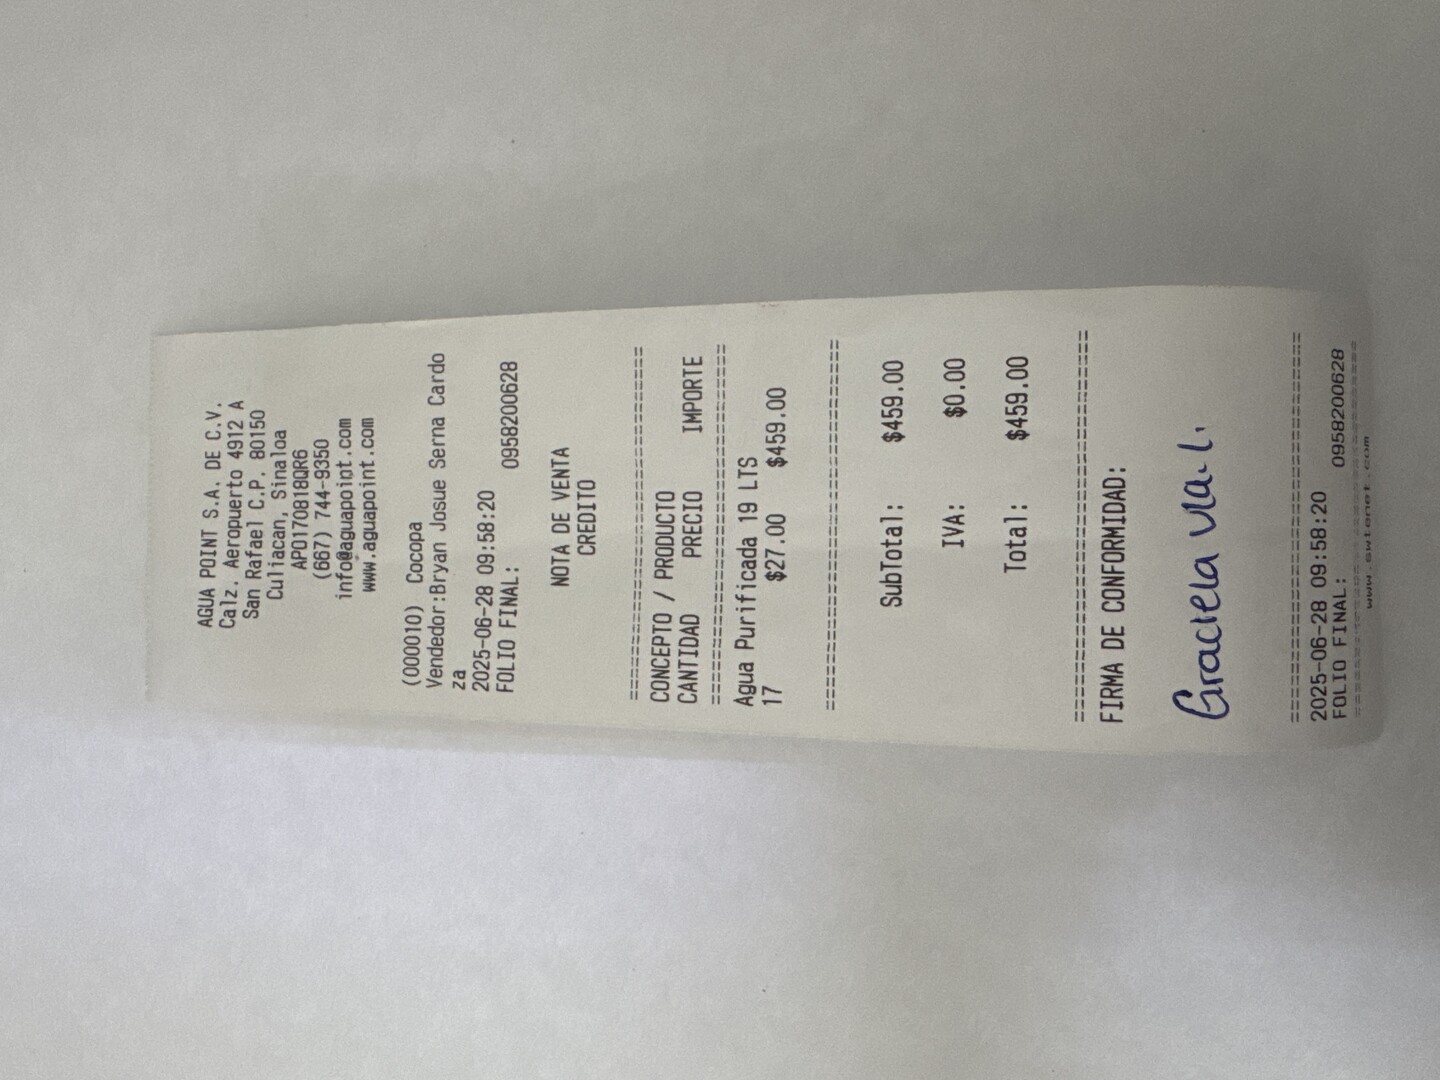 AGUA POINT S.A. DE C.V.
Calz. Aeropuerto 4912 A
San Rafael C.P. 80150
Culiacan, Sinaloa
APO170818QR6
(667) 744-9350
info@aguapoint.com
www.aguapoint.com
(000010) Cocopa
Vendedor:Bryan Josue Serna Cardo
za
2025-06-28 09:58:20
FOLIO FINAL: 0958200628
NOTA DE VENTA
CREDITO
================================
CONCEPTO / PRODUCTO
CANTIDAD PRECIO IMPORTE
================================
Agua Purificada 19 LTS
17 $27.00 $459.00
================================
SubTotal: $459.00
IVA: $0.00
Total: $459.00
================================
FIRMA DE CONFORMIDAD:
Graciela
================================
2025-06-28 09:58:20
FOLIO FINAL: 0958200628
================================